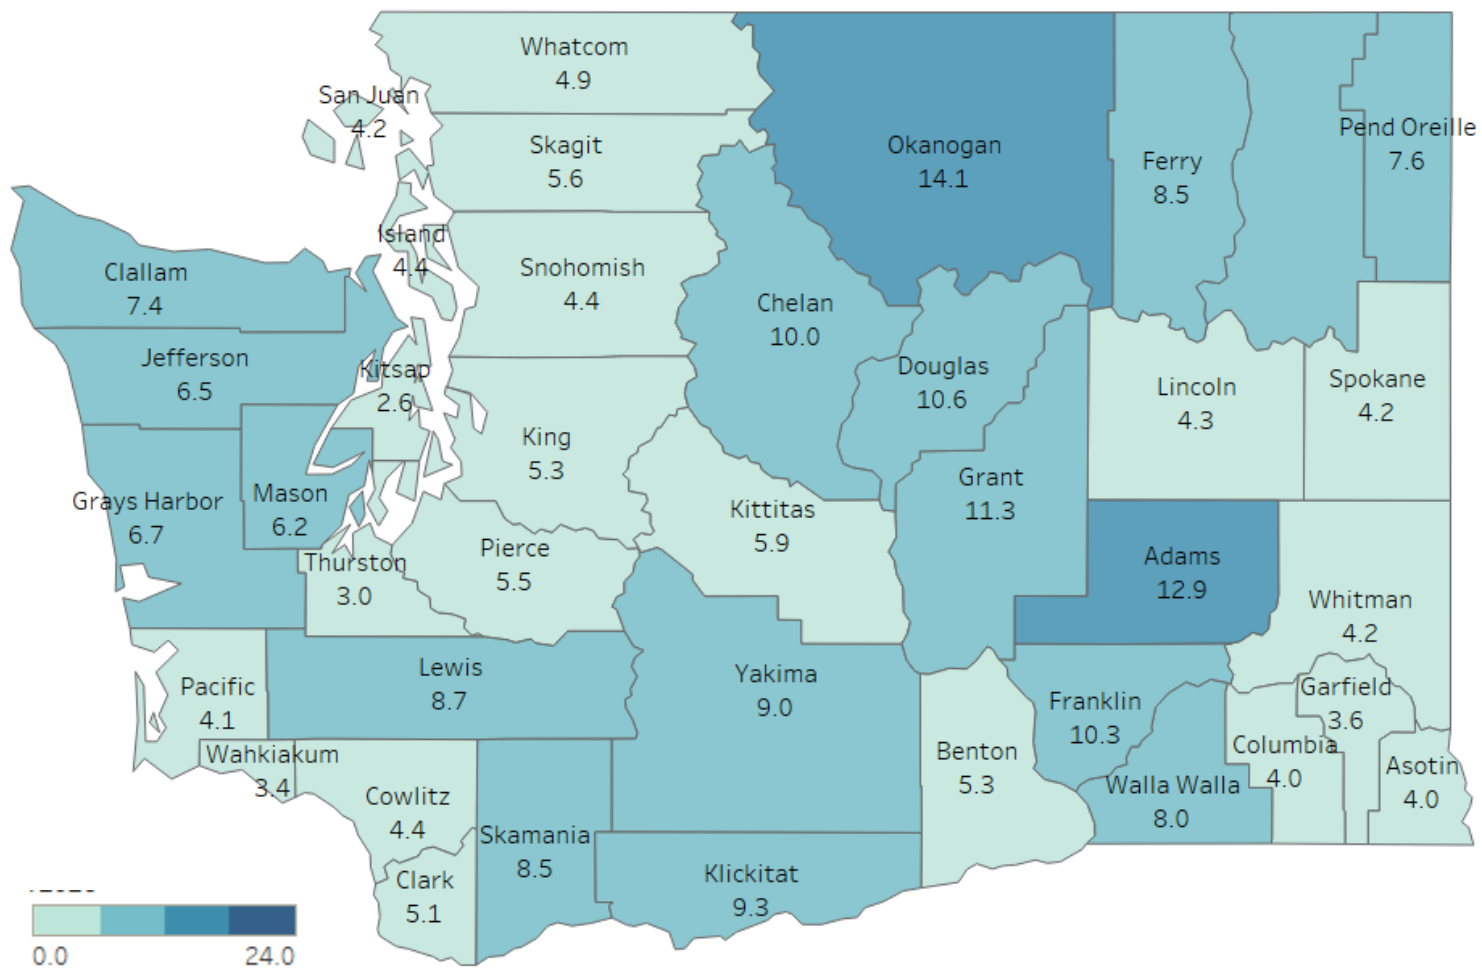 Whatcom
4.9
San Juan
4.2
Skagit
5.6
Okanogan
14.1
Ferry
8.5
Pend Oreille
7.6
Island
4.4
Snohomish
4.4
Clallam
7.4
Chelan
10.0
Jefferson
6.5
Kitsap
2.6
Douglas
10.6
Lincoln
4.3
Spokane
4.2
King
5.3
Grant
11.3
Grays Harbor
6.7
Mason
6.2
Kittitas
5.9
Thurston
3.0
Pierce
5.5
Adams
12.9
Whitman
4.2
Lewis
8.7
Yakima
9.0
Pacific
4.1
Franklin
10.3
Garfield
3.6
Wahkiakum
3.4
Benton
5.3
Columbia
4.0
Asotin
4.0
Cowlitz
4.4
Walla Walla
8.0
Skamania
8.5
Klickitat
9.3
Clark
5.1
0.0 24.0